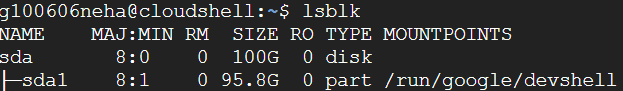 g100606neha@cloudshell:~$ lsblk
NAME    MAJ:MIN RM  SIZE RO TYPE MOUNTPOINTS
sda       8:0    0  100G  0 disk
├─sda1    8:1    0 95.8G  0 part /run/google/devshell